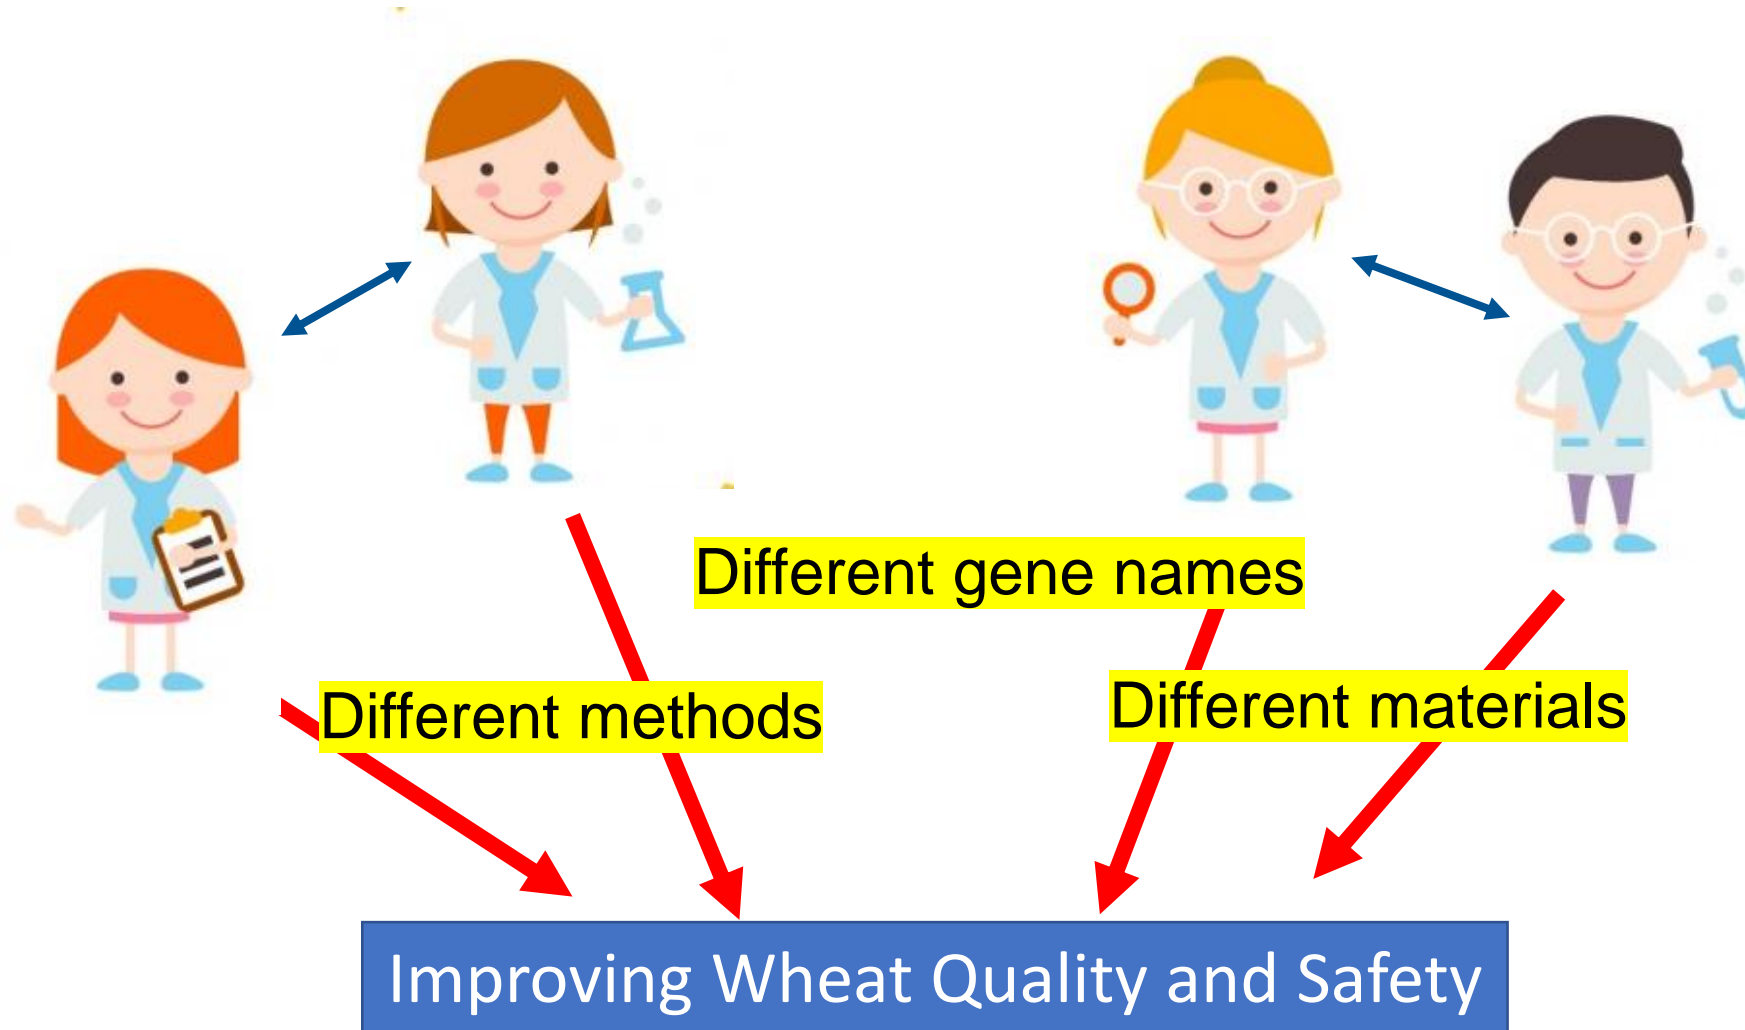 Different gene names
Different methods
Different materials
Improving Wheat Quality and Safety